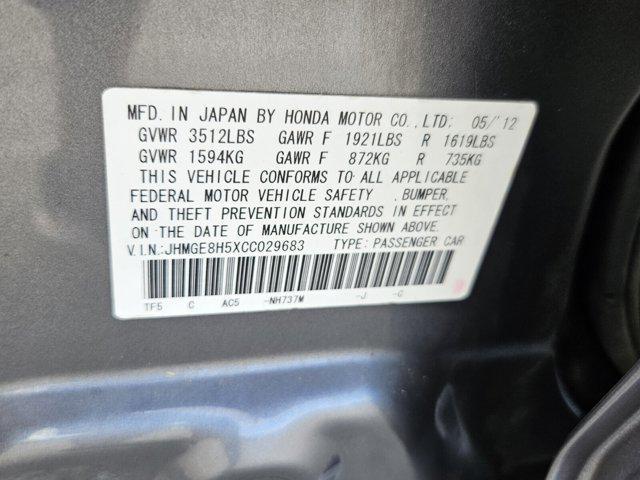 MFD. IN JAPAN BY HONDA MOTOR CO., LTD: 05/'12
GVWR 3512LBS GAWR F 1921LBS R 1619LBS
GVWR 1594KG GAWR F 872KG R 735KG
THIS VEHICLE CONFORMS TO ALL APPLICABLE
FEDERAL MOTOR VEHICLE SAFETY , BUMPER,
AND THEFT PREVENTION STANDARDS IN EFFECT
ON THE DATE OF MANUFACTURE SHOWN ABOVE.
V.I.N.:JHMGE8H5XCC029683 TYPE: PASSENGER CAR
TF5 C AC5 -NH737M -J -C